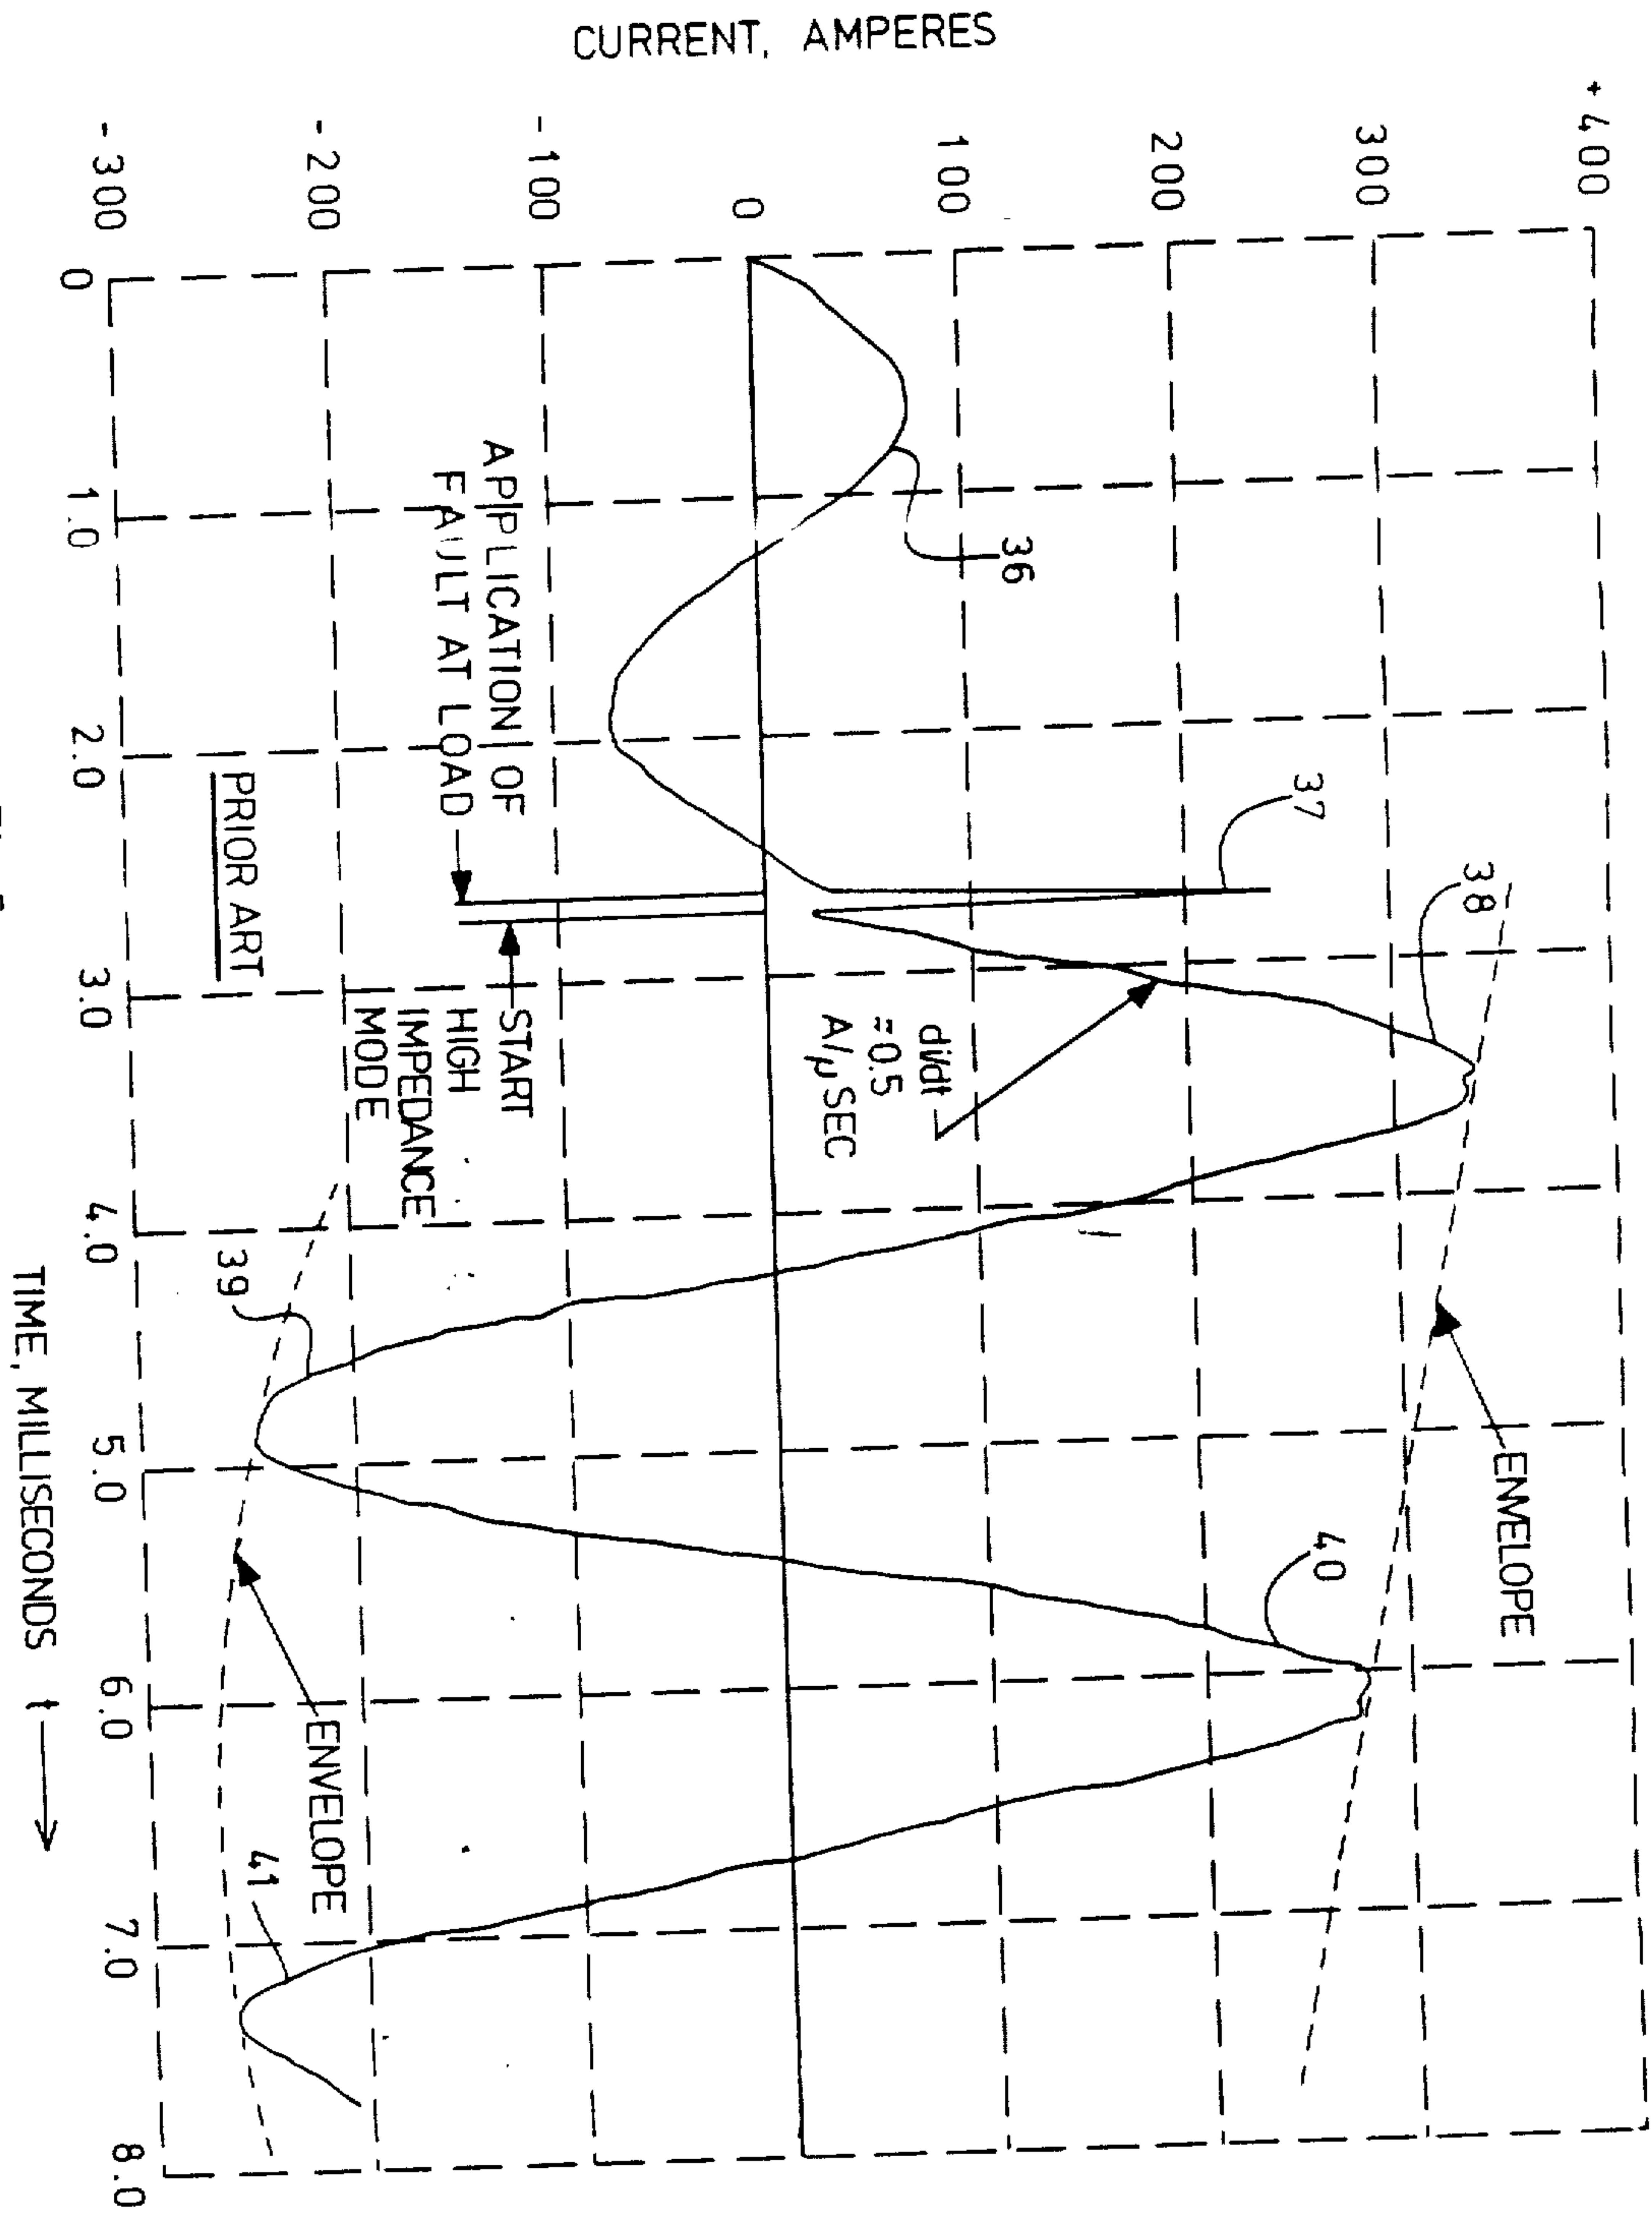 CURRENT, AMPERES
+400
300
200
100
0
-100
-200
-300
0
1.0
2.0
3.0
4.0
5.0
6.0
7.0
8.0
TIME, MILLISECONDS t
36
37
38
39
40
41
ENVELOPE
ENVELOPE
di/dt
≈0.5
A/μSEC
APPLICATION OF
FAULT AT LOAD
START
HIGH
IMPEDANCE
MODE
PRIOR ART